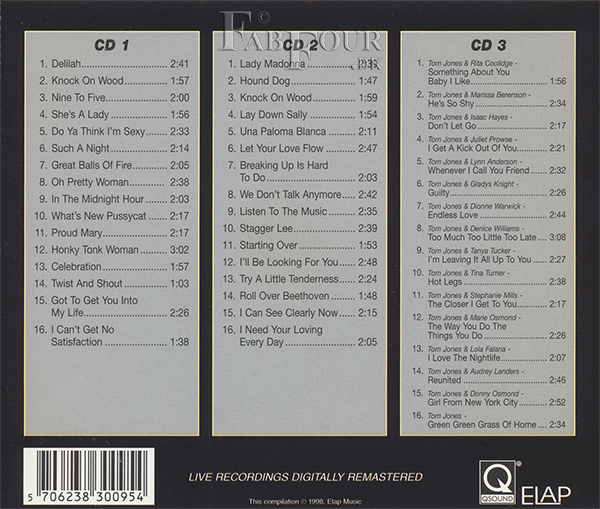 © 
FAB FOUR
.FR
CD 1
1. Delilah 2:41
2. Knock On Wood 1:57
3. Nine To Five 2:00
4. She's A Lady 1:56
5. Do Ya Think I'm Sexy 2:33
6. Such A Night 2:14
7. Great Balls Of Fire 2:05
8. Oh Pretty Woman 2:38
9. In The Midnight Hour 2:03
10. What's New Pussycat 2:17
11. Proud Mary 2:17
12. Honky Tonk Woman 3:02
13. Celebration 1:57
14. Twist And Shout 1:03
15. Got To Get You Into
My Life 2:26
16. I Can't Get No
Satisfaction 1:38
CD 2
1. Lady Madonna
2. Hound Dog 1:47
3. Knock On Wood 1:59
4. Lay Down Sally 1:54
5. Una Paloma Blanca 2:11
6. Let Your Love Flow 2:47
7. Breaking Up Is Hard
To Do 2:03
8. We Don't Talk Anymore 2:42
9. Listen To The Music 2:35
10. Stagger Lee 2:39
11. Starting Over 1:53
12. I'll Be Looking For You 2:48
13. Try A Little Tenderness 2:24
14. Roll Over Beethoven 1:48
15. I Can See Clearly Now 2:15
16. I Need Your Loving
Every Day 2:05
CD 3
1. Tom Jones & Rita Coolidge -
Something About You
Baby I Like 1:56
2. Tom Jones & Marissa Berenson -
He's So Shy 2:34
3. Tom Jones & Isaac Hayes -
Don't Let Go 2:17
4. Tom Jones & Juliet Prowse -
I Get A Kick Out Of You 2:21
5. Tom Jones & Lynn Anderson -
Whenever I Call You Friend 2:32
6. Tom Jones & Gladys Knight -
Guilty 2:26
7. Tom Jones & Dionne Warwick -
Endless Love 2:44
8. Tom Jones & Denice Williams -
Too Much Too Little Too Late 3:08
9. Tom Jones & Tanya Tucker -
I'm Leaving It All Up To You 2:27
10. Tom Jones & Tina Turner -
Hot Legs 2:38
11. Tom Jones & Stephanie Mills -
The Closer I Get To You 2:17
12. Tom Jones & Marie Osmond -
The Way You Do The
Things You Do 2:26
13. Tom Jones & Lola Falana -
I Love The Nightlife 2:07
14. Tom Jones & Audrey Landers -
Reunited 2:46
15. Tom Jones & Donny Osmond -
Girl From New York City 2:52
16. Tom Jones -
Green Green Grass Of Home 2:34
5 706238 300954
LIVE RECORDINGS DIGITALLY REMASTERED
This compilation © 1998, Elap Music
Q
QSOUND
ELAP